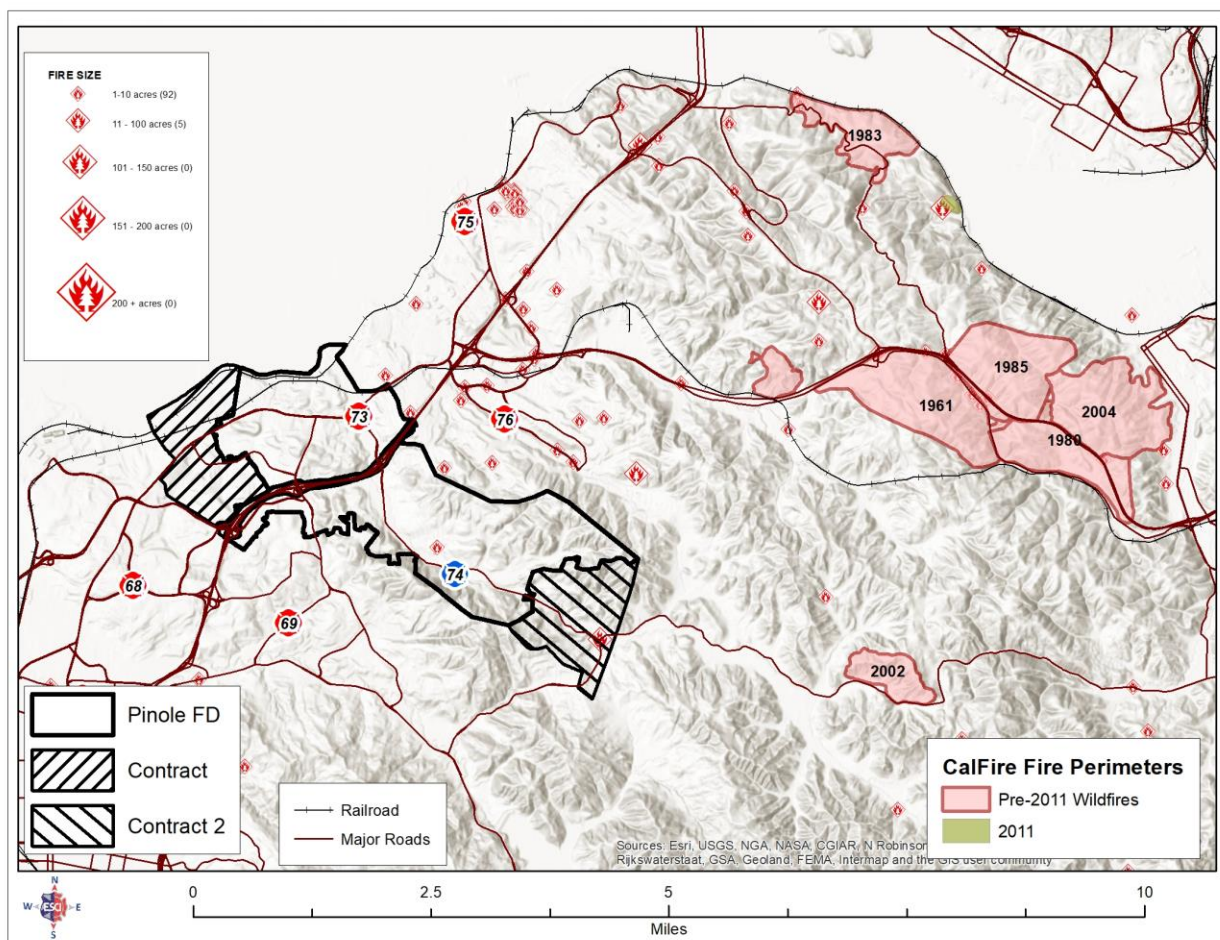 FIRE SIZE
1-10 acres (92)
11 - 100 acres (5)
101 - 150 acres (0)
151 - 200 acres (0)
200 + acres (0)
1983
75
1985
73
76
1961
2004
1980
74
68
69
2002
Pinole FD
Contract
Contract 2
Railroad
Major Roads
CalFire Fire Perimeters
Pre-2011 Wildfires
2011
Sources: Esri, USGS, NGA, NASA, CGIAR, N Robinson
Rijkswaterstaat, GSA, Geoland, FEMA, Intermap and the GIS user community
N
W ESCI E
S
0 2.5 5 10
Miles